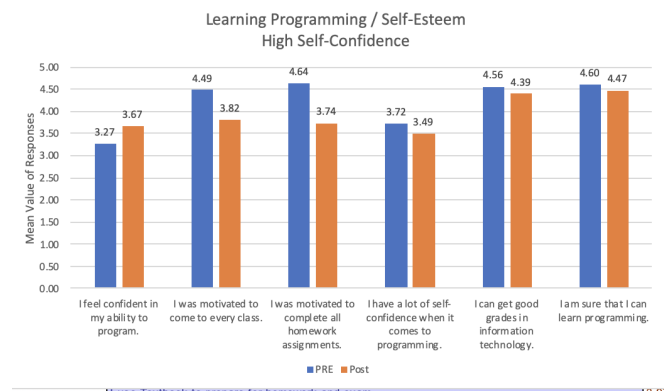 Learning Programming / Self-Esteem
High Self-Confidence
Mean Value of Responses
5.00
4.50
4.00
3.50
3.00
2.50
2.00
1.50
1.00
0.50
0.00
3.27
3.67
4.49
3.82
4.64
3.74
3.72
3.49
4.56
4.39
4.60
4.47
I feel confident in
my ability to
program.
I was motivated to
come to every class.
I was motivated to
complete all
homework
assignments.
I have a lot of self-
confidence when it
comes to
programming.
I can get good
grades in
information
technology.
I am sure that I can
learn programming.
PRE Post